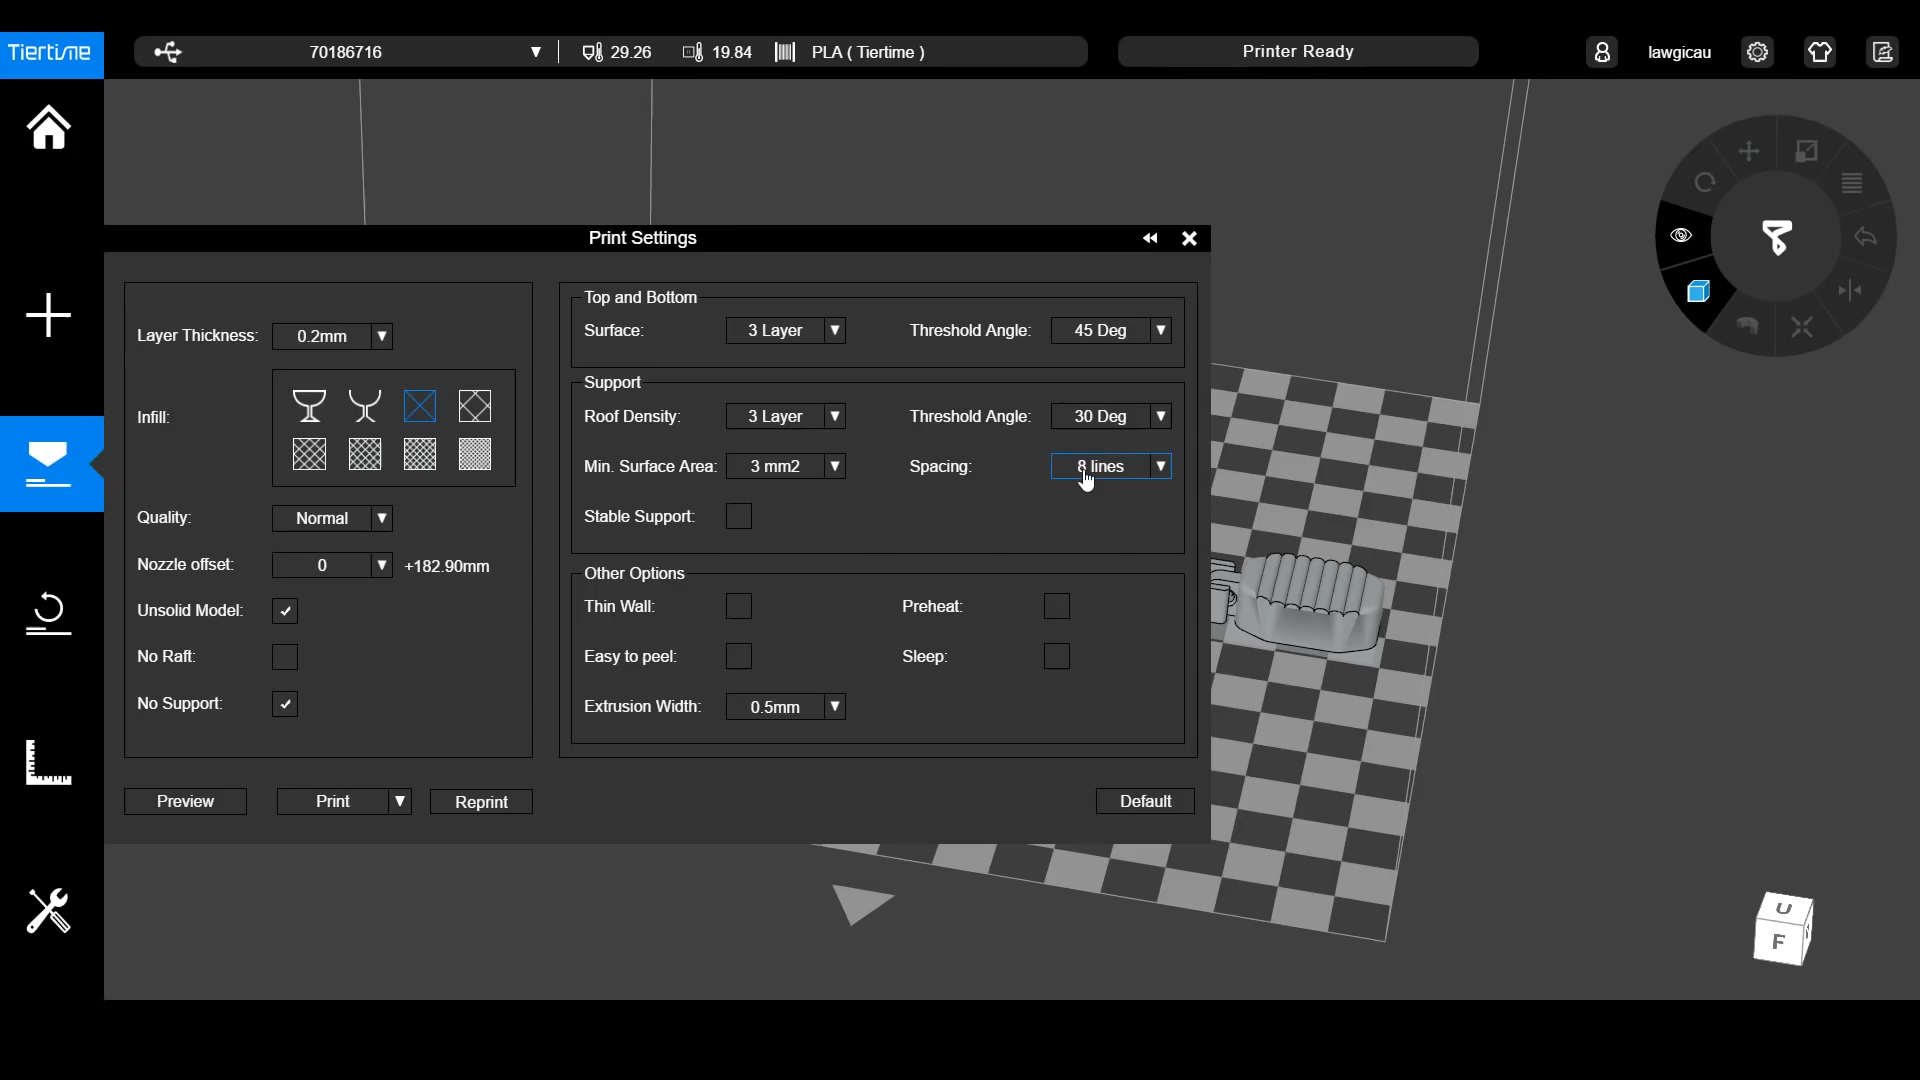 Tiertime
70186716
29.26
19.84
PLA ( Tiertime )
Printer Ready
lawgicau
Print Settings
Layer Thickness: 0.2mm
Infill:
Quality: Normal
Nozzle offset: 0 +182.90mm
Unsolid Model:
No Raft:
No Support:
Top and Bottom
Surface: 3 Layer Threshold Angle: 45 Deg
Support
Roof Density: 3 Layer Threshold Angle: 30 Deg
Min. Surface Area: 3 mm2 Spacing: 8 lines
Stable Support:
Other Options
Thin Wall: Preheat:
Easy to peel: Sleep:
Extrusion Width: 0.5mm
Preview Print Reprint Default
U
F